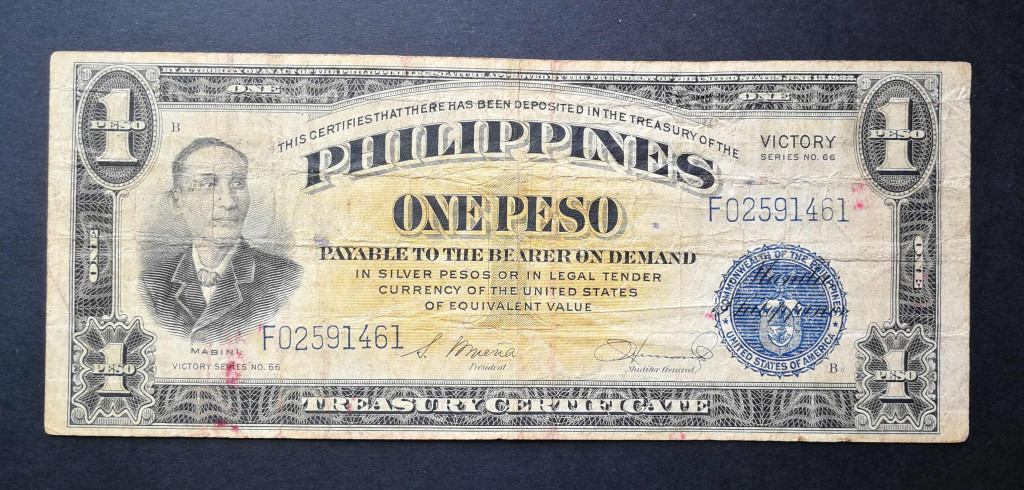 BY AUTHORITY OF AN ACT OF THE PHILIPPINE LEGISLATURE APPROVED BY THE PRESIDENT OF THE UNITED STATES, JUNE 13, 1922
ONE
ONE
1
PESO
1
PESO
B
THIS CERTIFIES THAT THERE HAS BEEN DEPOSITED IN THE TREASURY OF THE
VICTORY
SERIES NO. 66
PHILIPPINES
F02591461
ONE PESO
ONE
ONE
PAYABLE TO THE BEARER ON DEMAND
IN SILVER PESOS OR IN LEGAL TENDER
CURRENCY OF THE UNITED STATES
OF EQUIVALENT VALUE
COMMONWEALTH OF THE PHILIPPINES
UNITED STATES OF AMERICA
F02591461
MABINI
VICTORY SERIES NO. 66
S. Osmeña
President.
Auditor General.
B
1
PESO
1
PESO
TREASURY CERTIFICATE